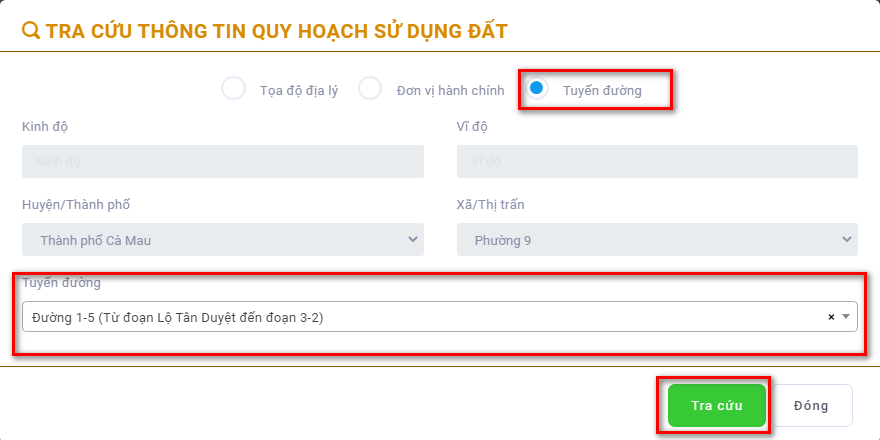 TRA CỨU THÔNG TIN QUY HOẠCH SỬ DỤNG ĐẤT
Tọa độ địa lý Đơn vị hành chính Tuyến đường
Kinh độ Vĩ độ
Kinh độ Vĩ độ
Huyện/Thành phố Xã/Thị trấn
Thành phố Cà Mau Phường 9
Tuyến đường
Đường 1-5 (Từ đoạn Lộ Tân Duyệt đến đoạn 3-2) ×
Tra cứu Đóng